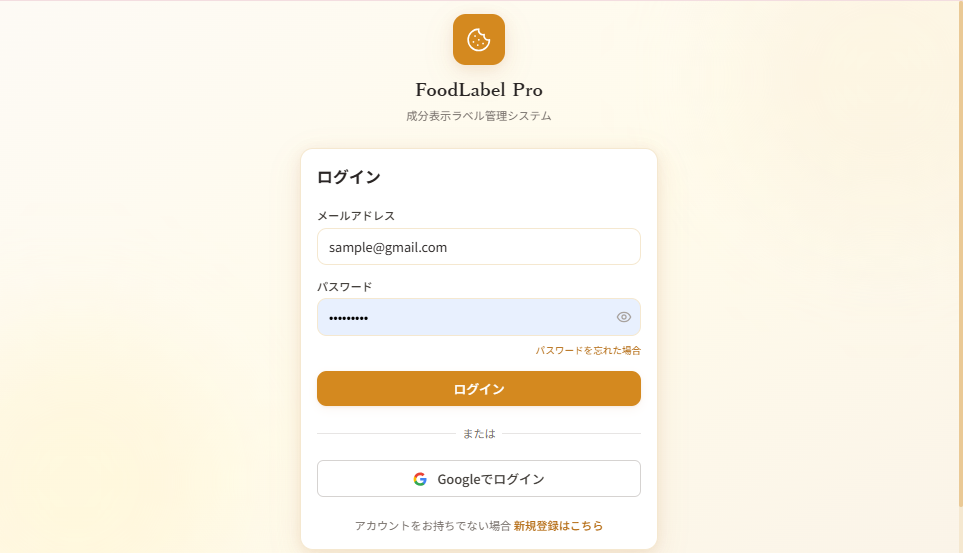 FoodLabel Pro
成分表示ラベル管理システム
ログイン
メールアドレス
sample@gmail.com
パスワード
•••••••••
パスワードを忘れた場合
ログイン
または
Googleでログイン
アカウントをお持ちでない場合 新規登録はこちら